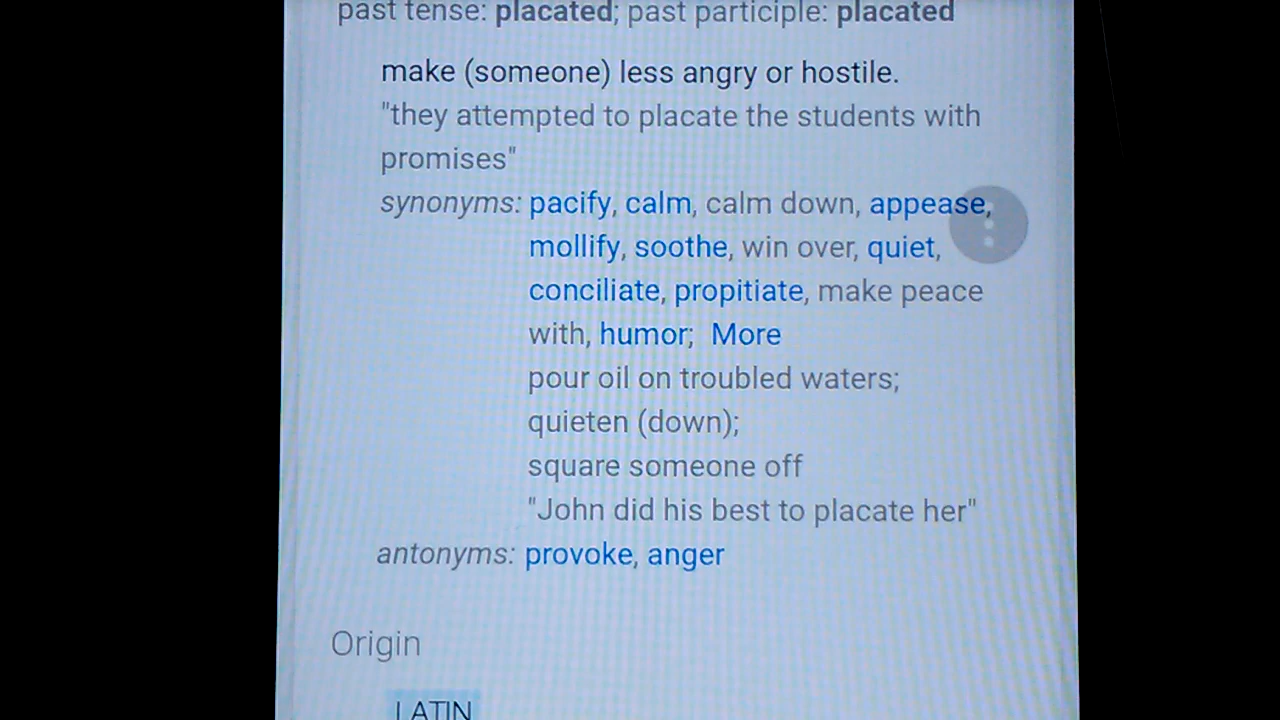 past tense: placated; past participle: placated
make (someone) less angry or hostile.
"they attempted to placate the students with
promises"
synonyms: pacify, calm, calm down, appease,
mollify, soothe, win over, quiet,
conciliate, propitiate, make peace
with, humor; More
pour oil on troubled waters;
quieten (down);
square someone off
"John did his best to placate her"
antonyms: provoke, anger
Origin
LATIN